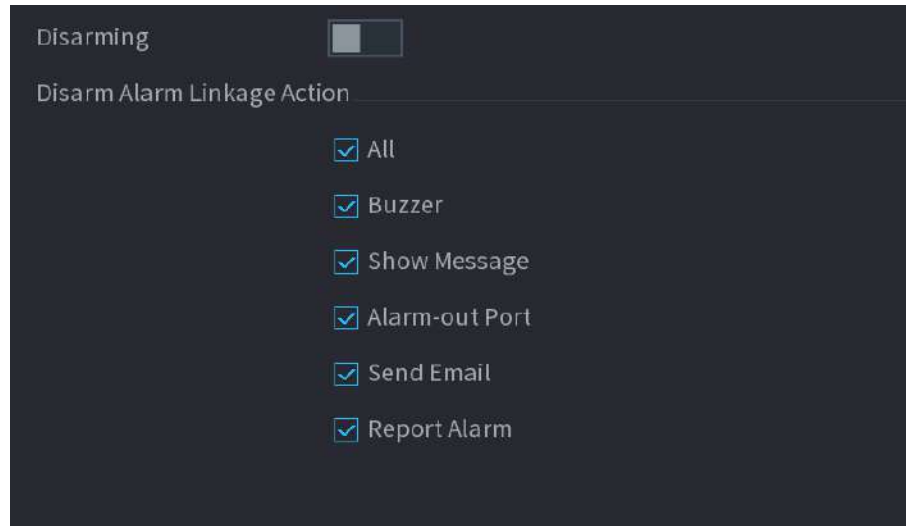 Disarming
Disarm Alarm Linkage Action
All
Buzzer
Show Message
Alarm-out Port
Send Email
Report Alarm